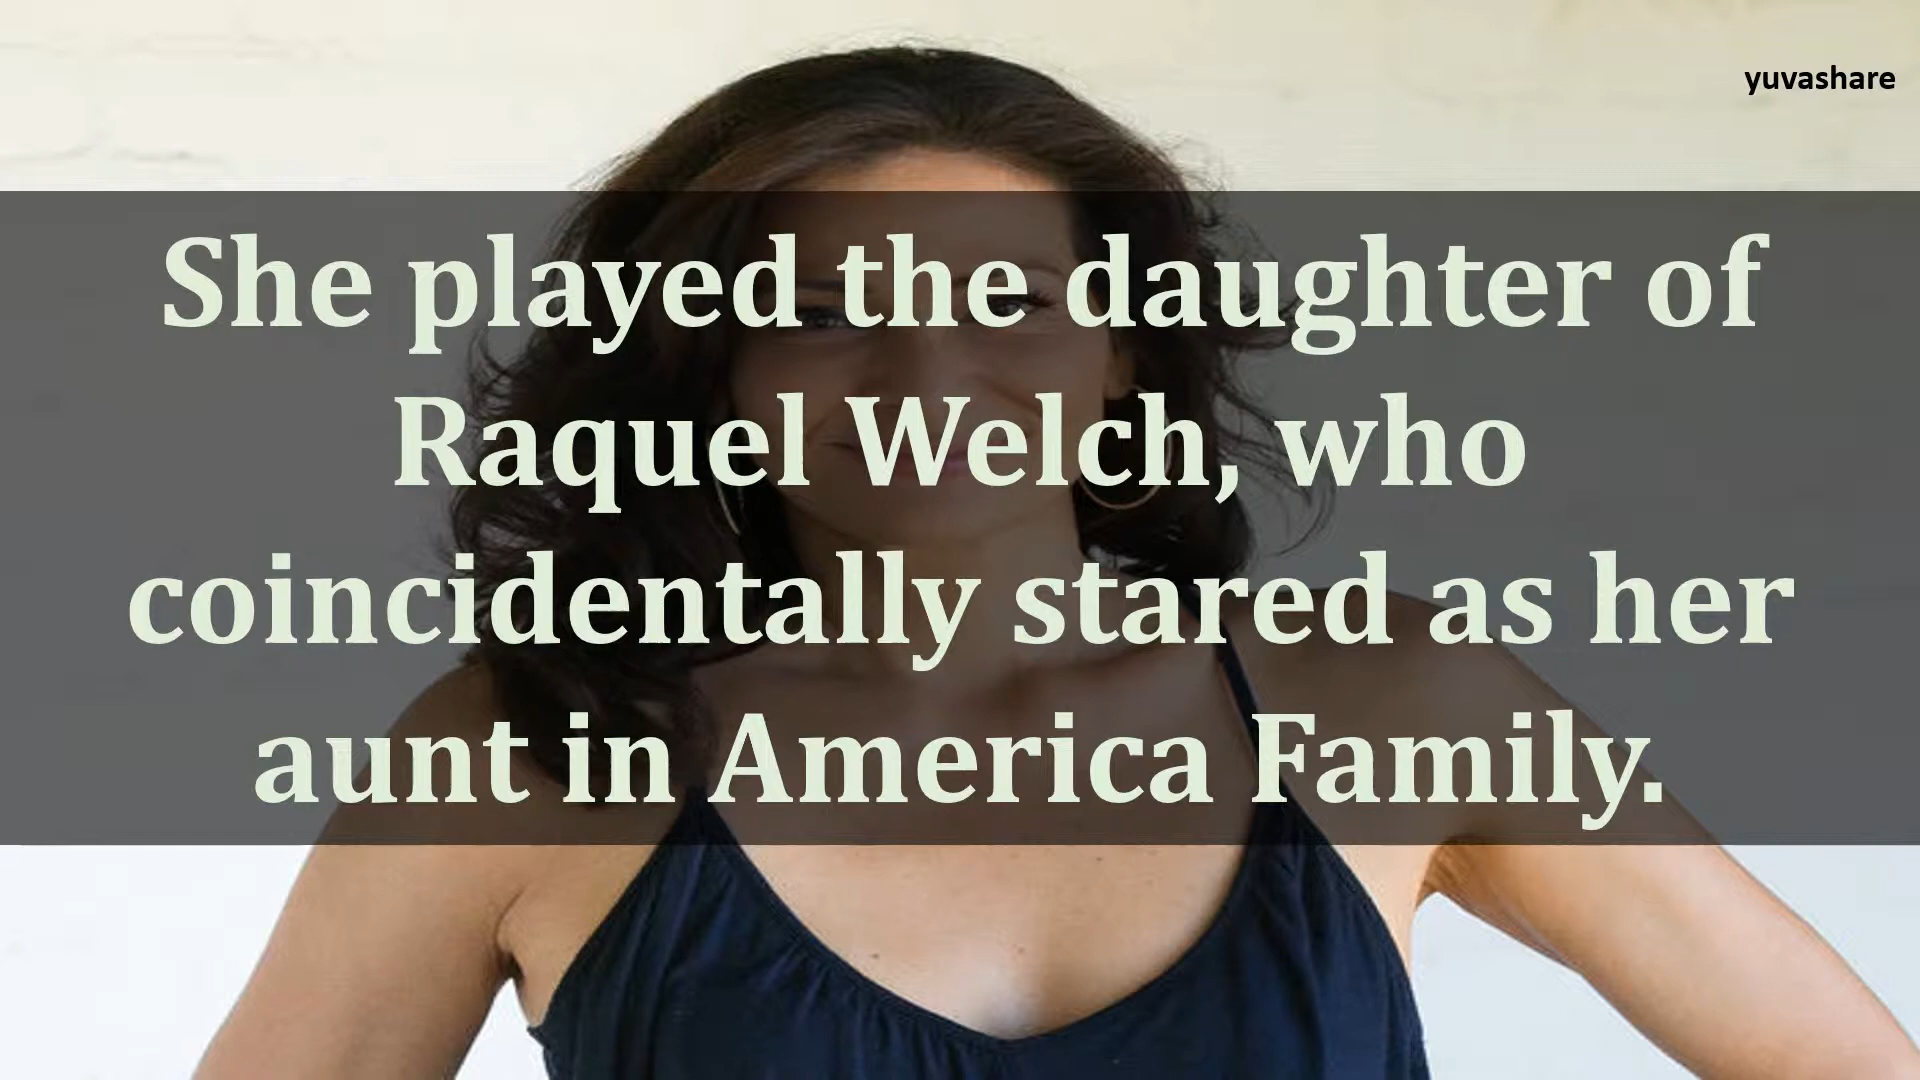 yuvashare
She played the daughter of
Raquel Welch, who
coincidentally stared as her
aunt in America Family.